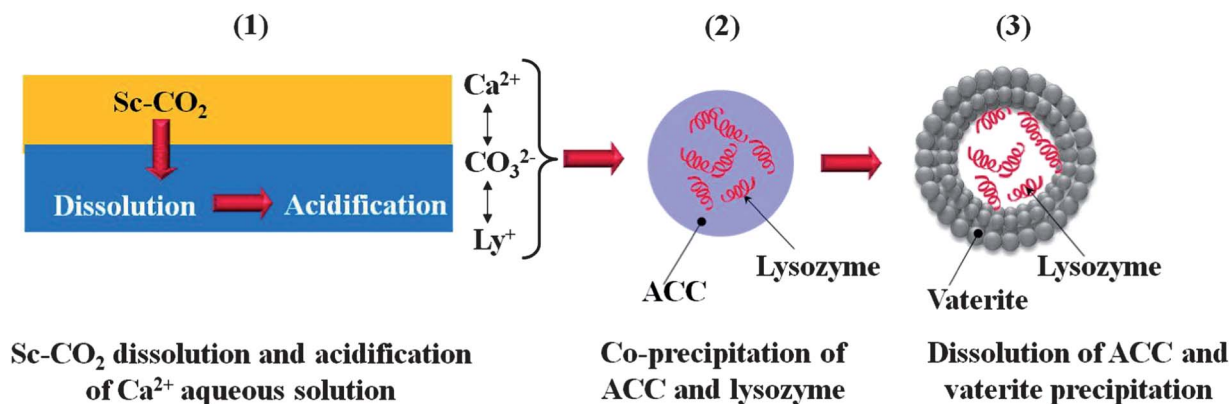 (1)
Sc-CO₂
Dissolution
Acidification
Ca²⁺
CO₃²⁻
Ly⁺
Sc-CO₂ dissolution and acidification
of Ca²⁺ aqueous solution
(2)
Lysozyme
ACC
Co-precipitation of
ACC and lysozyme
(3)
Lysozyme
Vaterite
Dissolution of ACC and
vaterite precipitation